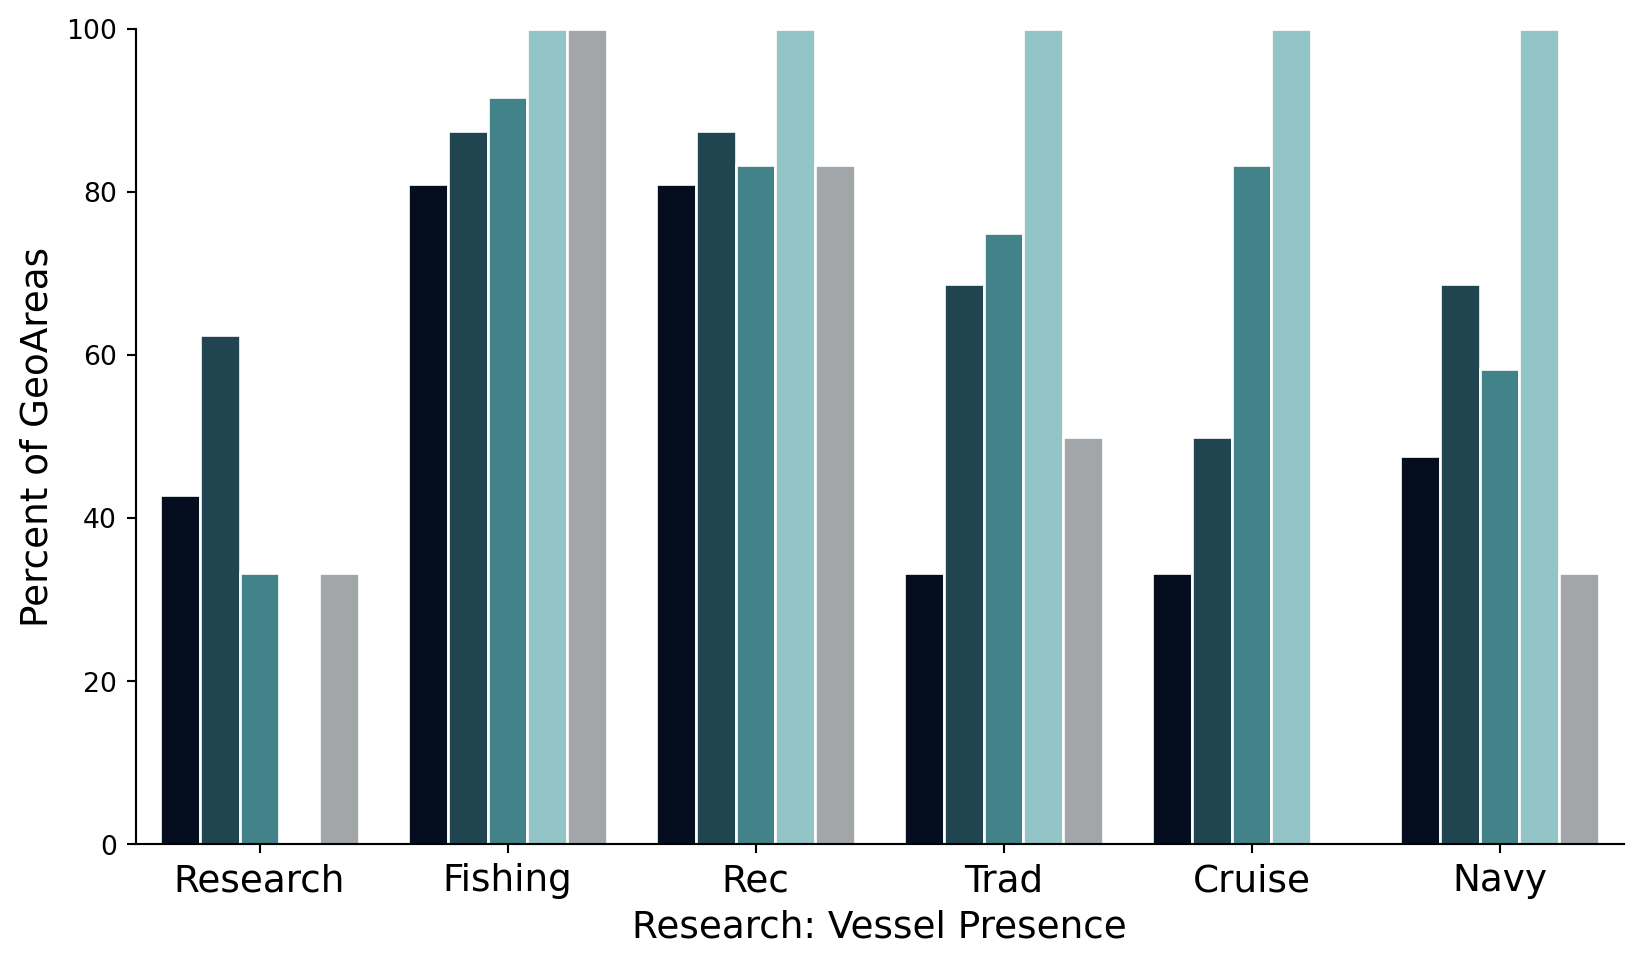 100
80
60
40
20
0
Percent of GeoAreas
Research Fishing Rec Trad Cruise Navy
Research: Vessel Presence